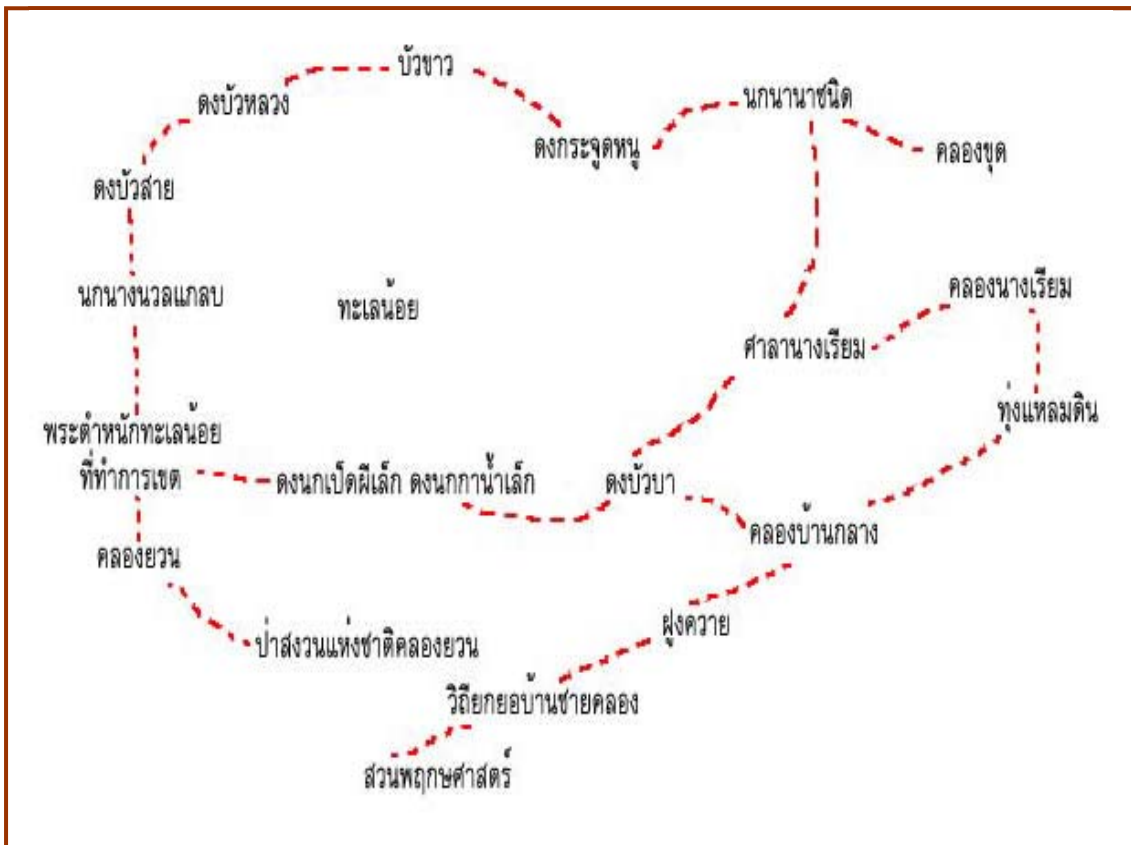 บัวขาว
ดงบัวหลวง
นกนานาชนิด
ดงกระจูดหนู
คลองขุด
ดงบัวสาย
นกนางนวลแกลบ
ทะเลน้อย
คลองนางเรียม
ศาลานางเรียม
ทุ่งแหลมดิน
พระตำหนักทะเลน้อย
ที่ทำการเขต
ดงนกเป็ดผีเล็ก ดงนกกาน้ำเล็ก
ดงบัวบา
คลองบ้านกลาง
คลองยวน
ฝูงควาย
ป่าสงวนแห่งชาติคลองยวน
วิถียกยอบ้านชายคลอง
สวนพฤกษศาสตร์